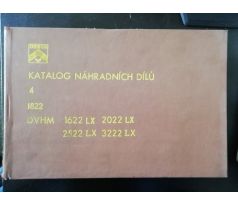 KATALOG NÁHRADNÍCH DÍLŮ
4
1822
DVHM 1622 LX 2022 LX
2522 LX 3222 LX